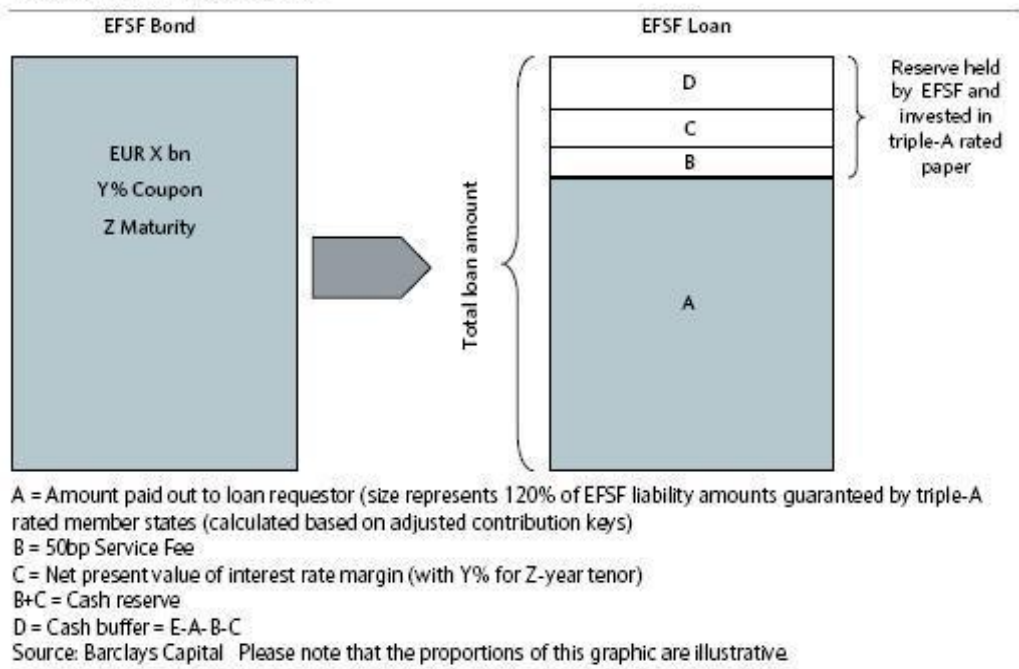 EFSF Bond
EFSF Loan
EUR X bn
Y% Coupon
Z Maturity
Total loan amount
D
C
B
A
Reserve held
by EFSF and
invested in
triple-A rated
paper
A = Amount paid out to loan requestor (size represents 120% of EFSF liability amounts guaranteed by triple-A
rated member states (calculated based on adjusted contribution keys)
B = 50bp Service Fee
C = Net present value of interest rate margin (with Y% for Z-year tenor)
B+C = Cash reserve
D = Cash buffer = E-A-B-C
Source: Barclays Capital Please note that the proportions of this graphic are illustrative